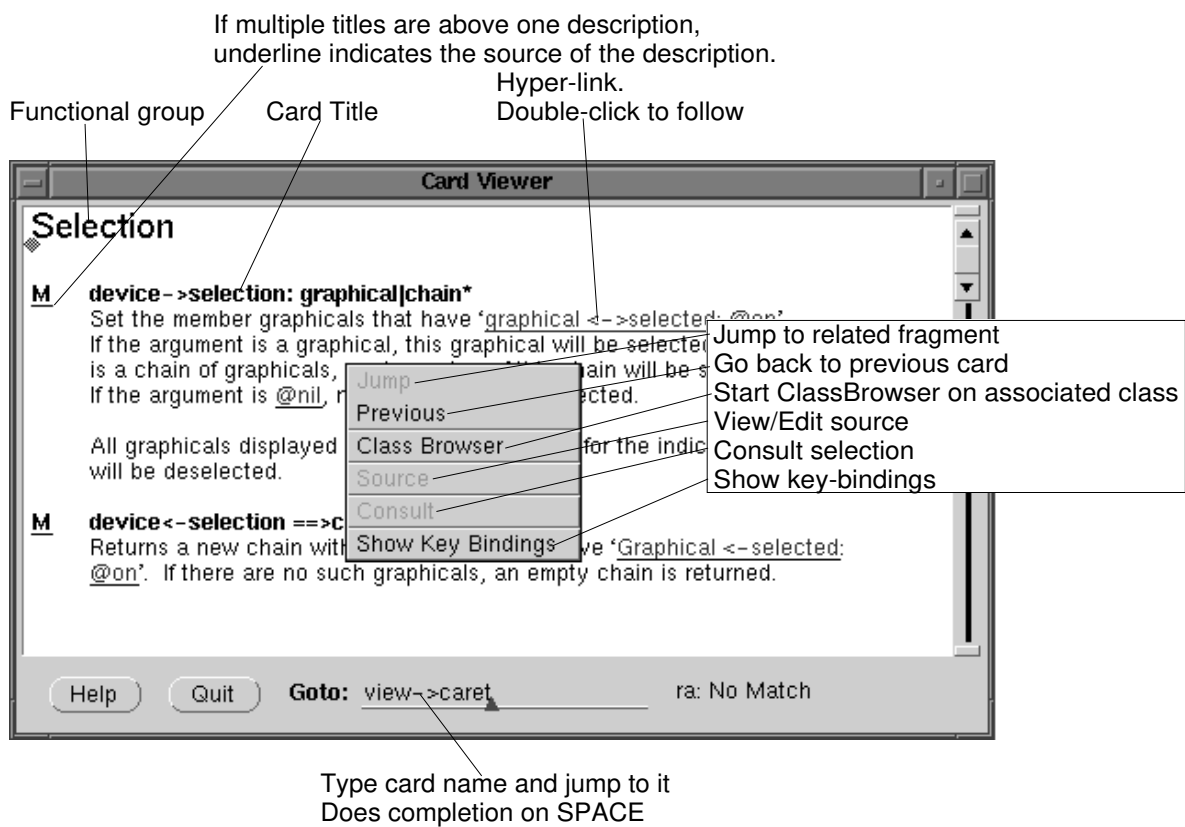 If multiple titles are above one description,
underline indicates the source of the description.
Hyper-link.
Functional group Card Title Double-click to follow
Card Viewer
Selection
M device->selection: graphical|chain*
Set the member graphicals that have ‘graphical <->selected: @on’
If the argument is a graphical, this graphical will be selected
Jump to related fragment
is a chain of graphicals, ain will be s
Jump
Go back to previous card
If the argument is @nil, ected.
Previous
Start ClassBrowser on associated class
View/Edit source
All graphicals displayed Class Browser for the indic
Consult selection
will be deselected.
Source
Show key-bindings
Consult
M device<-selection ==>c
Returns a new chain with Show Key Bindings ve ‘Graphical <-selected:
@on’. If there are no such graphicals, an empty chain is returned.
Help Quit Goto: view->caret ra: No Match
Type card name and jump to it
Does completion on SPACE